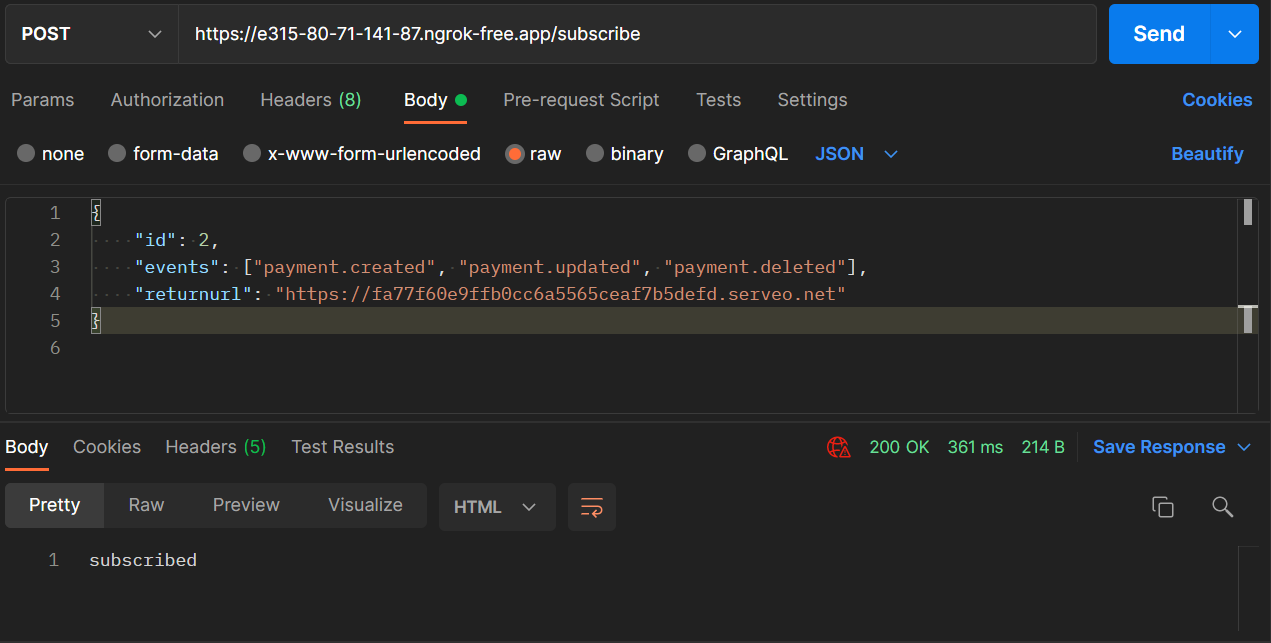 POST https://e315-80-71-141-87.ngrok-free.app/subscribe Send
Params Authorization Headers (8) Body Pre-request Script Tests Settings Cookies
none form-data x-www-form-urlencoded raw binary GraphQL JSON Beautify
1 {
2 "id": 2,
3 "events": ["payment.created", "payment.updated", "payment.deleted"],
4 "returnurl": "https://fa77f60e9ffb0cc6a5565ceaf7b5defd.serveo.net"
5 }
6
Body Cookies Headers (5) Test Results 200 OK 361 ms 214 B Save Response
Pretty Raw Preview Visualize HTML
1 subscribed